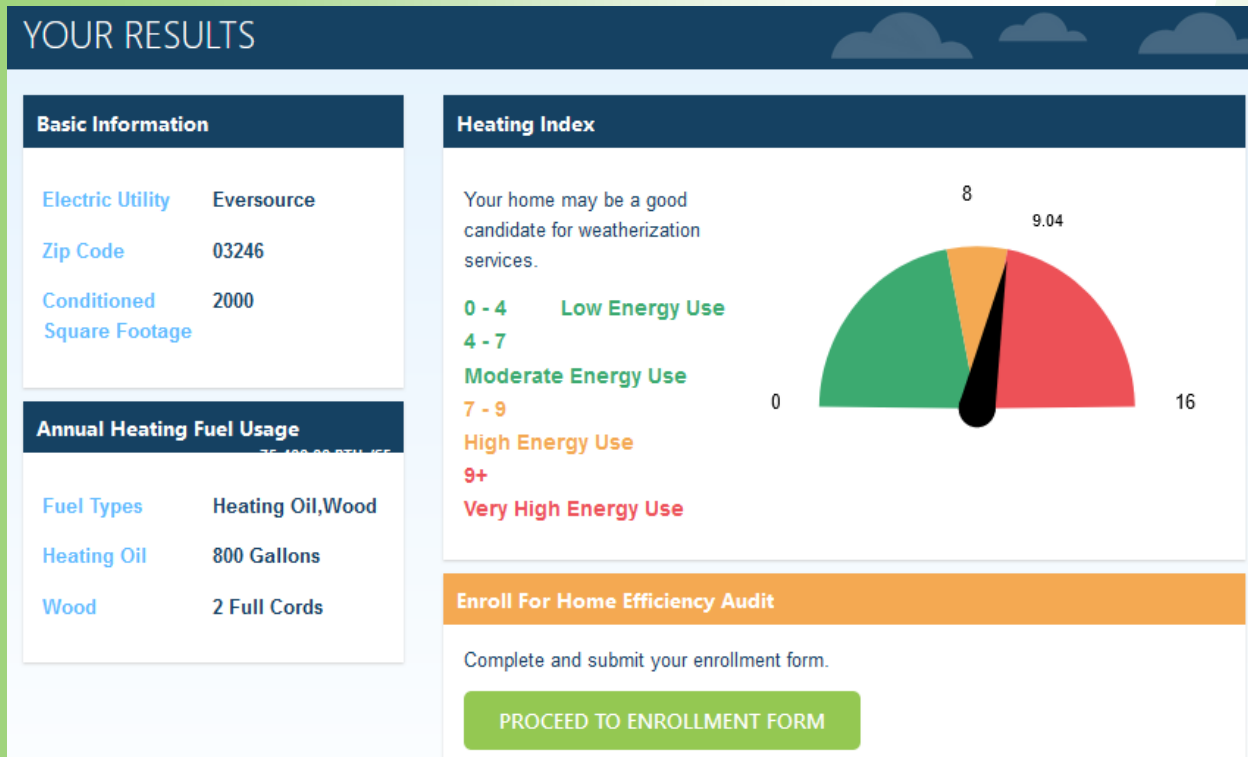 YOUR RESULTS
Basic Information
Electric Utility Eversource
Zip Code 03246
Conditioned 2000
Square Footage
Annual Heating Fuel Usage
Fuel Types Heating Oil,Wood
Heating Oil 800 Gallons
Wood 2 Full Cords
Heating Index
Your home may be a good
candidate for weatherization
services.
0 - 4 Low Energy Use
4 - 7
Moderate Energy Use
7 - 9
High Energy Use
9+
Very High Energy Use
8
9.04
0
16
Enroll For Home Efficiency Audit
Complete and submit your enrollment form.
PROCEED TO ENROLLMENT FORM